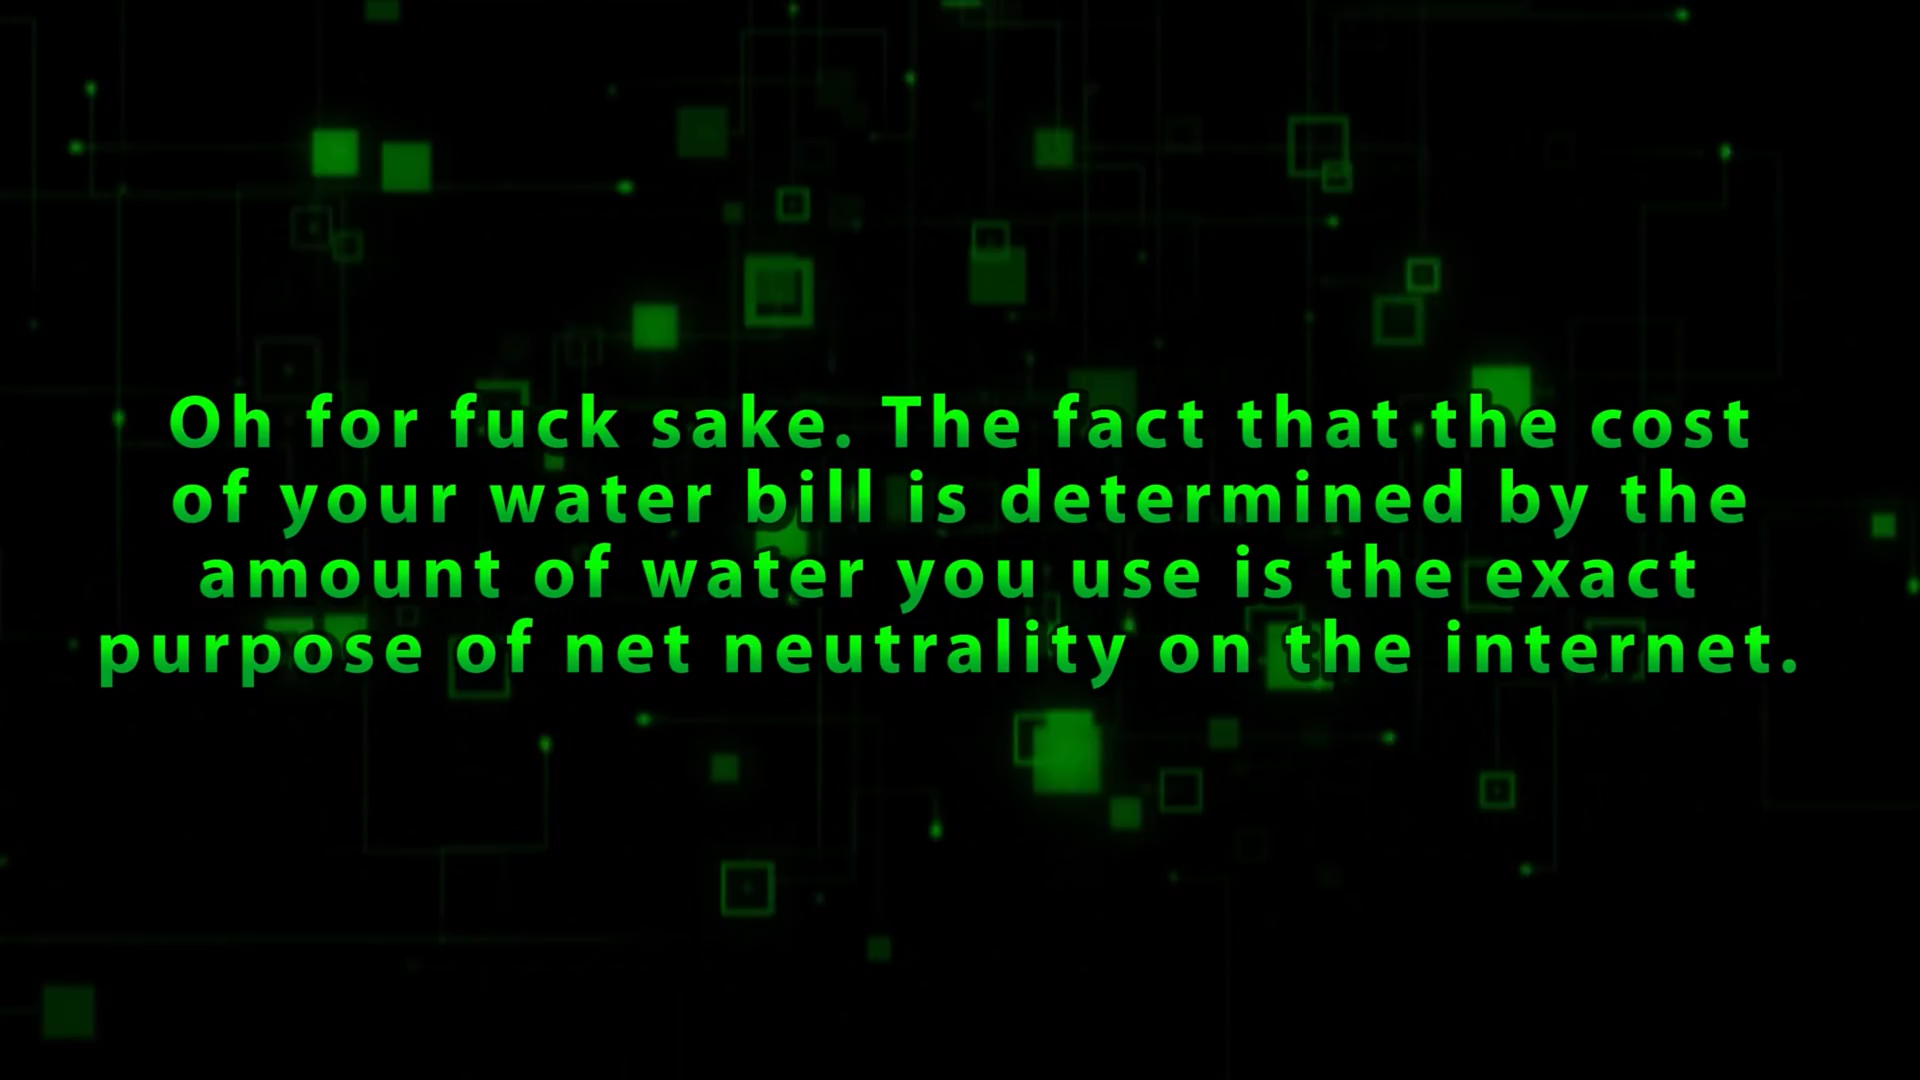 Oh for fuck sake. The fact that the cost
of your water bill is determined by the
amount of water you use is the exact
purpose of net neutrality on the internet.